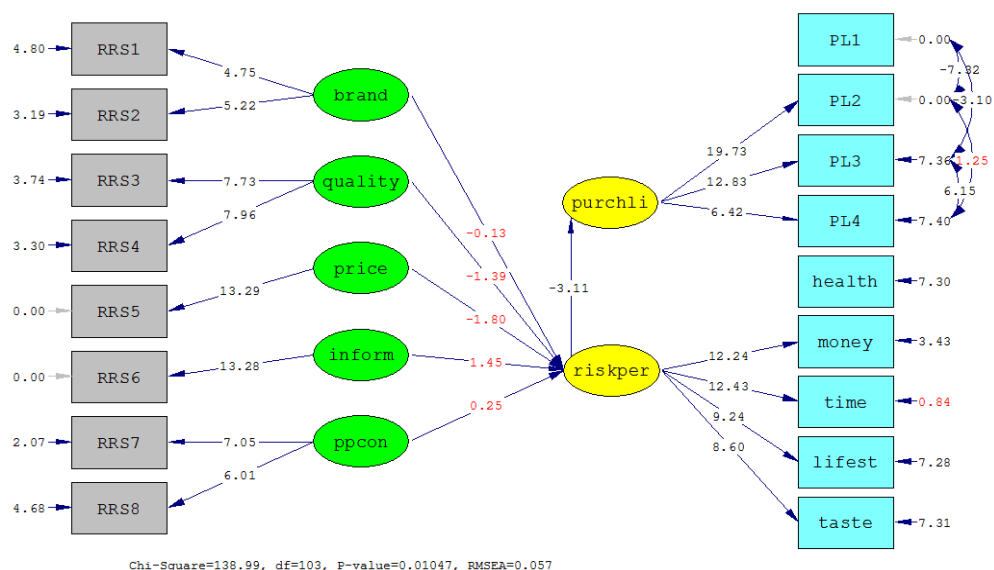 4.80
RRS1
4.75
5.22
3.19
RRS2
brand
3.74
RRS3
7.73
7.96
quality
3.30
RRS4
price
13.29
0.00
RRS5
inform
13.28
0.00
RRS6
ppcon
7.05
6.01
2.07
RRS7
4.68
RRS8
-0.13
-1.39
-1.80
1.45
0.25
purchli
-3.11
riskper
19.73
12.83
6.42
PL1
0.00
-7.32
PL2
0.00
-3.10
PL3
7.36
1.25
6.15
PL4
7.40
health
7.30
12.24
money
3.43
12.43
time
0.84
9.24
lifest
7.28
8.60
taste
7.31
Chi-Square=138.99, df=103, P-value=0.01047, RMSEA=0.057